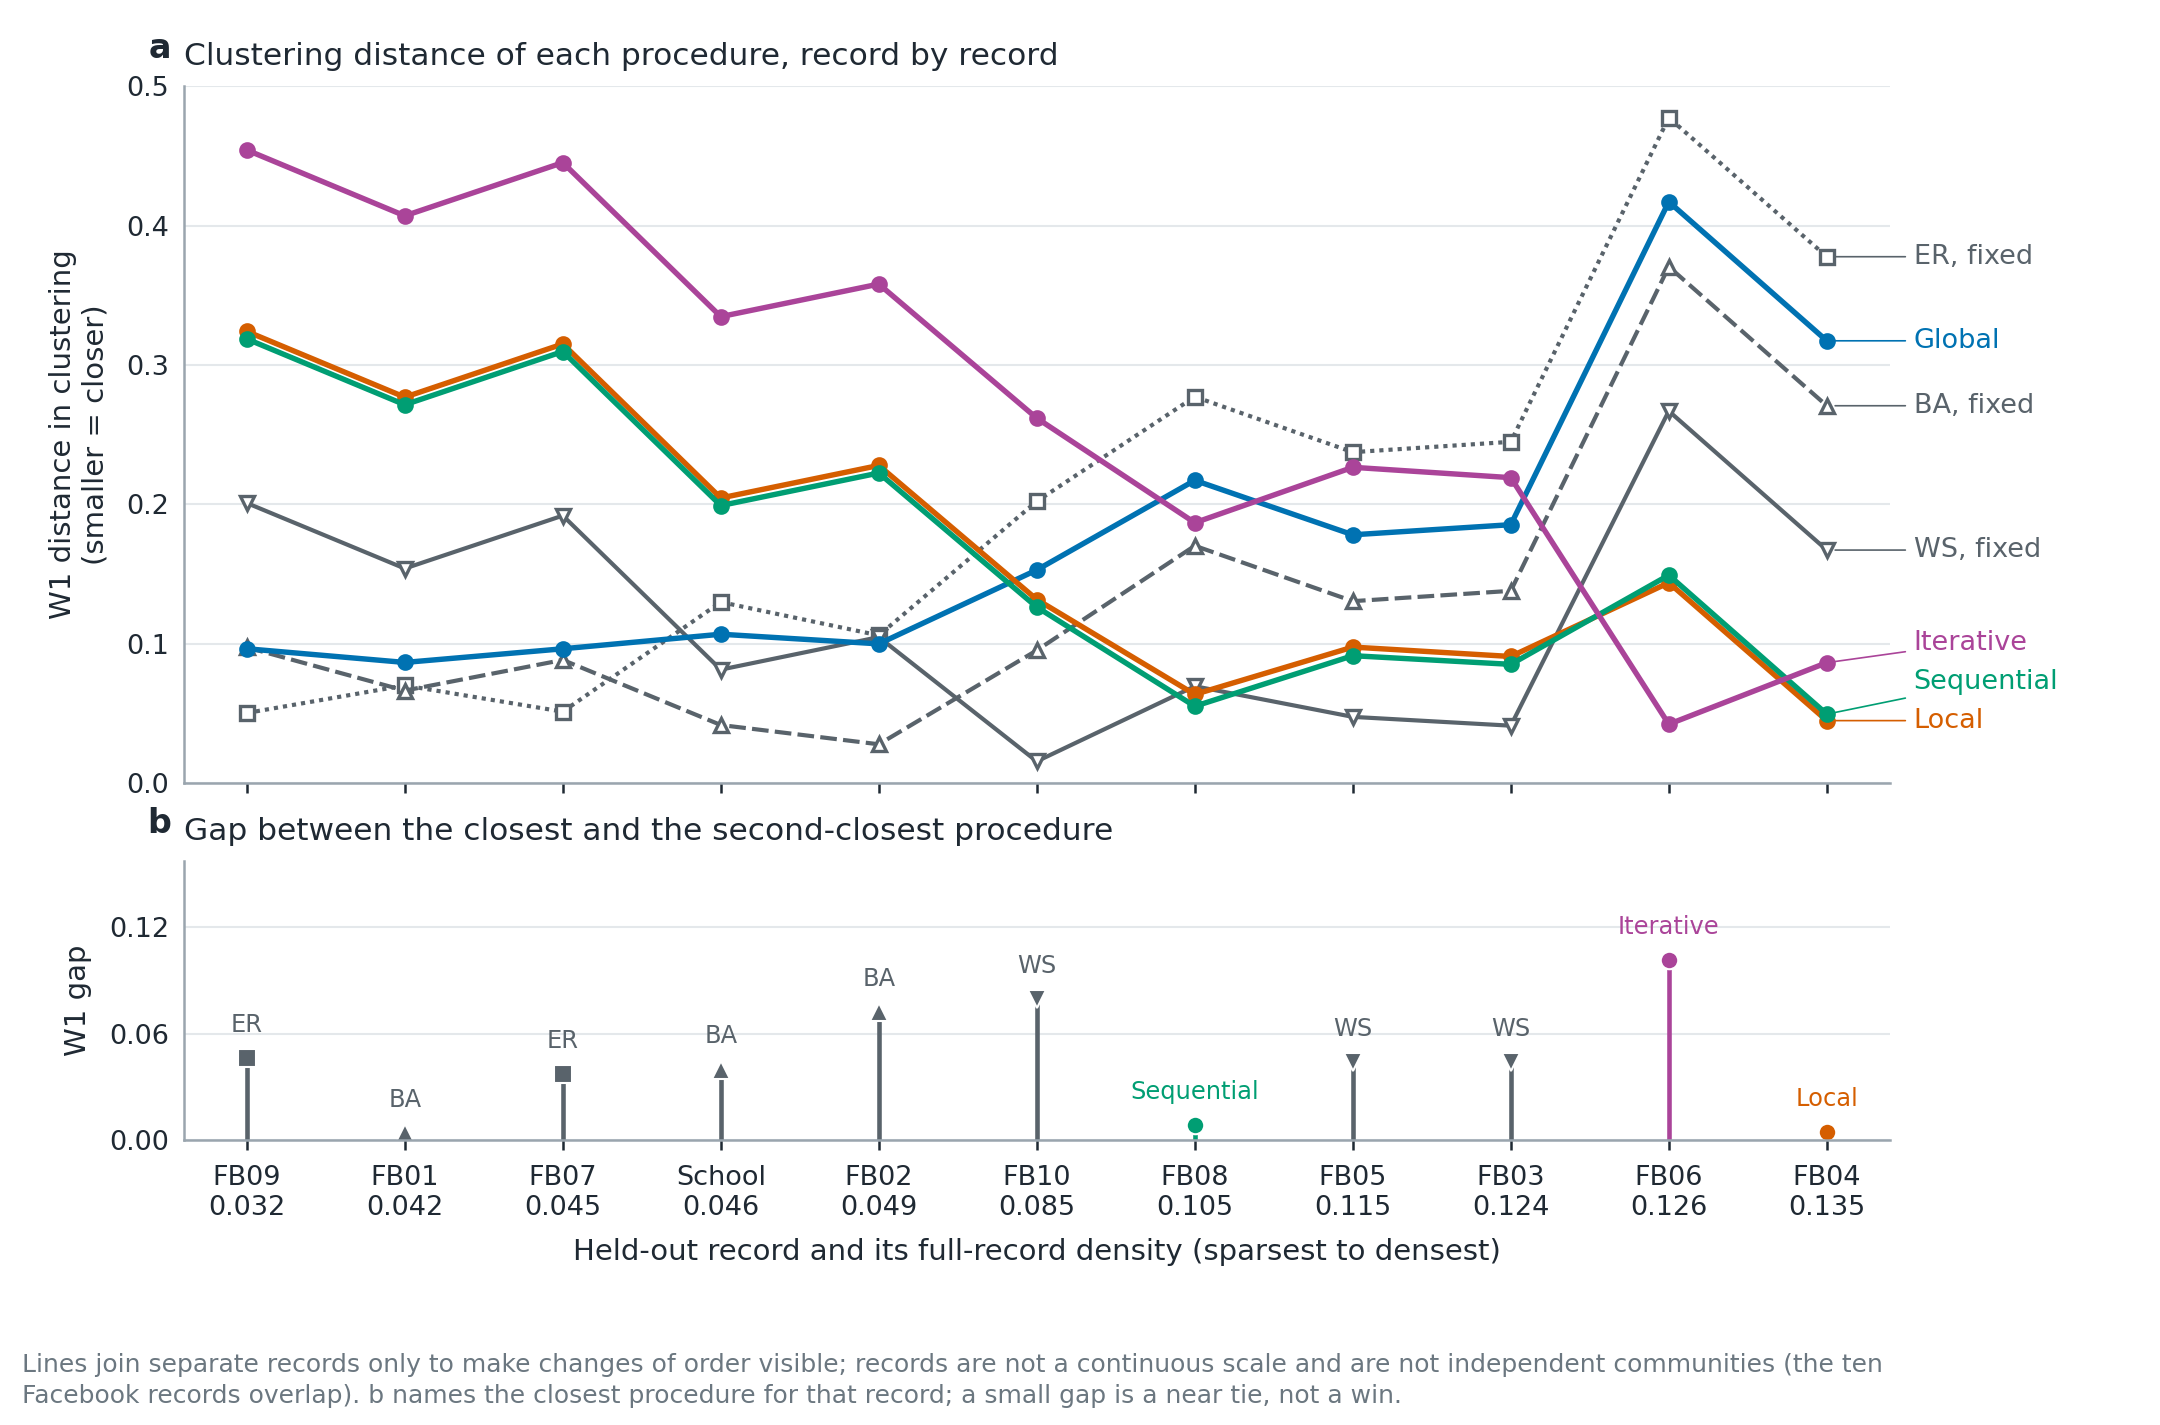 a Clustering distance of each procedure, record by record
W1 distance in clustering
(smaller = closer)
0.5
0.4
0.3
0.2
0.1
0.0
ER, fixed
Global
BA, fixed
WS, fixed
Iterative
Sequential
Local
b Gap between the closest and the second-closest procedure
W1 gap
0.12
0.06
0.00
ER
BA
ER
BA
BA
WS
Sequential
WS
WS
Iterative
Local
FB09 FB01 FB07 School FB02 FB10 FB08 FB05 FB03 FB06 FB04
0.032 0.042 0.045 0.046 0.049 0.085 0.105 0.115 0.124 0.126 0.135
Held-out record and its full-record density (sparsest to densest)
Lines join separate records only to make changes of order visible; records are not a continuous scale and are not independent communities (the ten
Facebook records overlap). b names the closest procedure for that record; a small gap is a near tie, not a win.